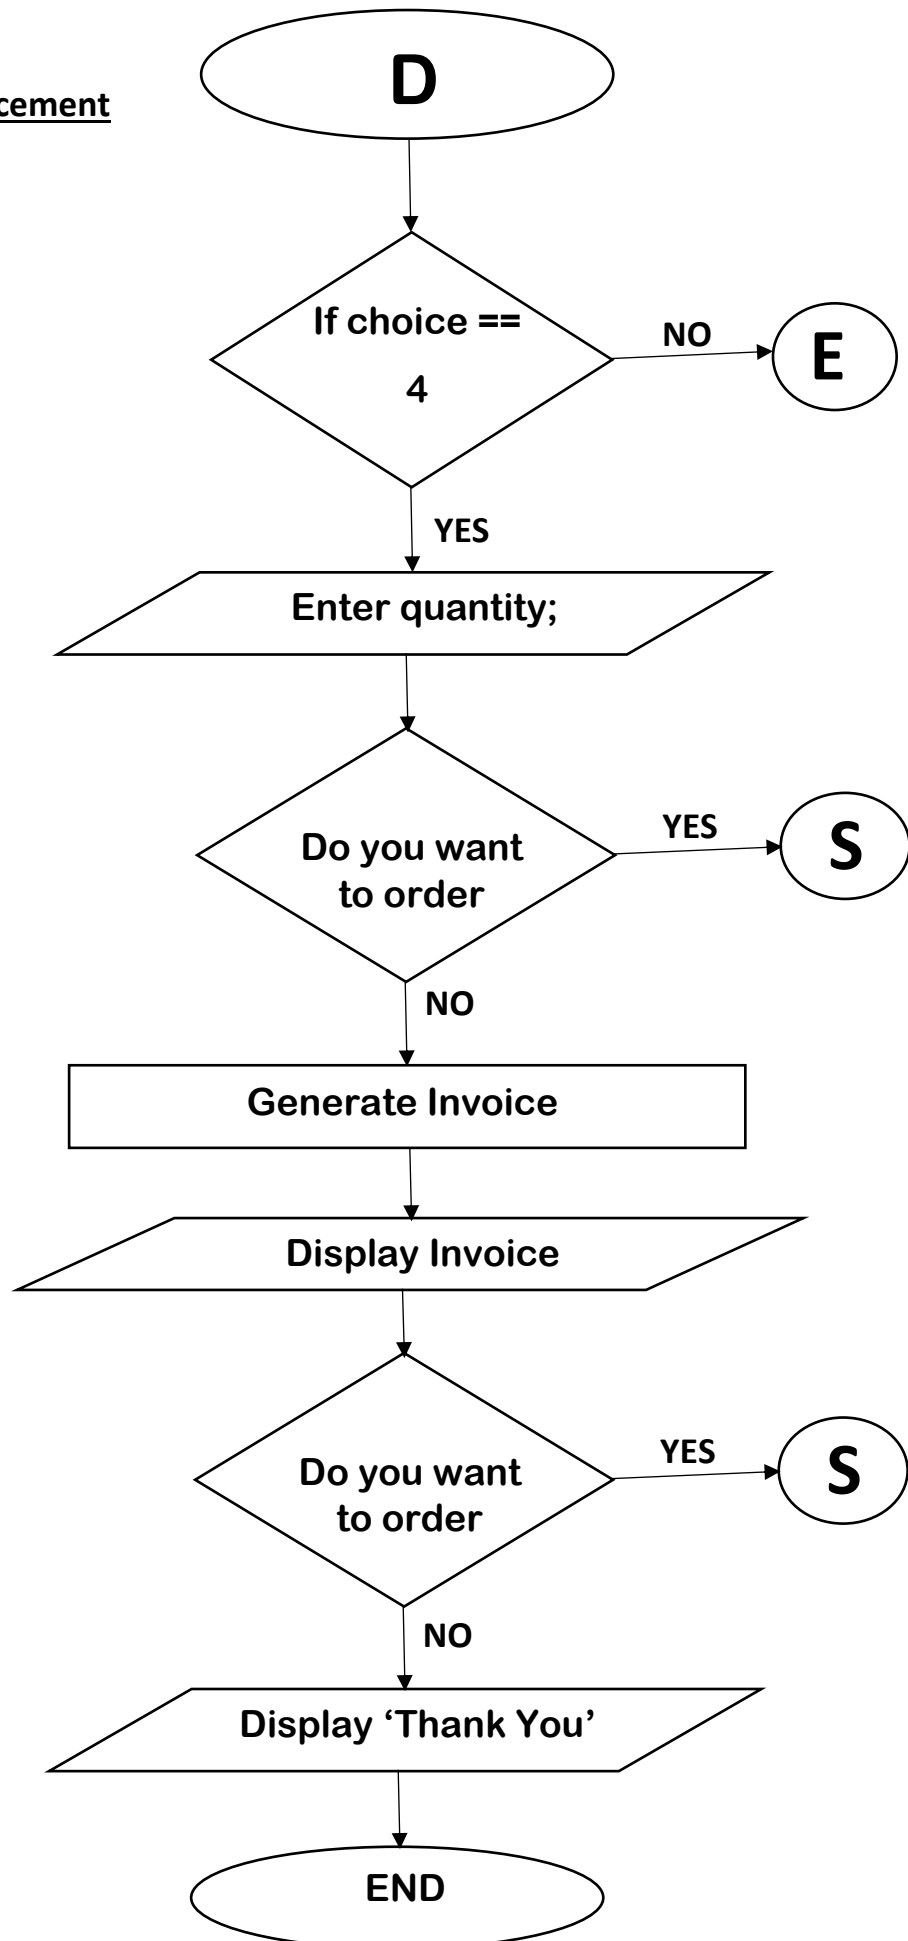 D
cement
If choice ==
NO
E
4
YES
Enter quantity;
YES
S
Do you want
to order
NO
Generate Invoice
Display Invoice
YES
S
Do you want
to order
NO
Display ‘Thank You’
END